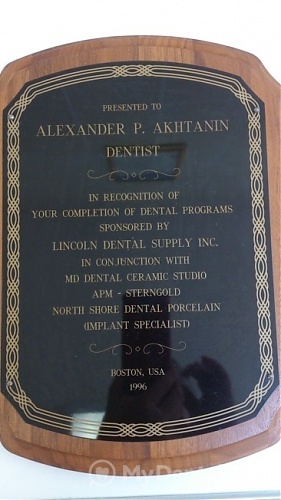 PRESENTED TO
ALEXANDER P. AKHTANIN
DENTIST
IN RECOGNITION OF
YOUR COMPLETION OF DENTAL PROGRAMS
SPONSORED BY
LINCOLN DENTAL SUPPLY INC.
IN CONJUNCTION WITH
MD DENTAL CERAMIC STUDIO
APM - STERNGOLD
NORTH SHORE DENTAL PORCELAIN
(IMPLANT SPECIALIST)
BOSTON, USA
1996